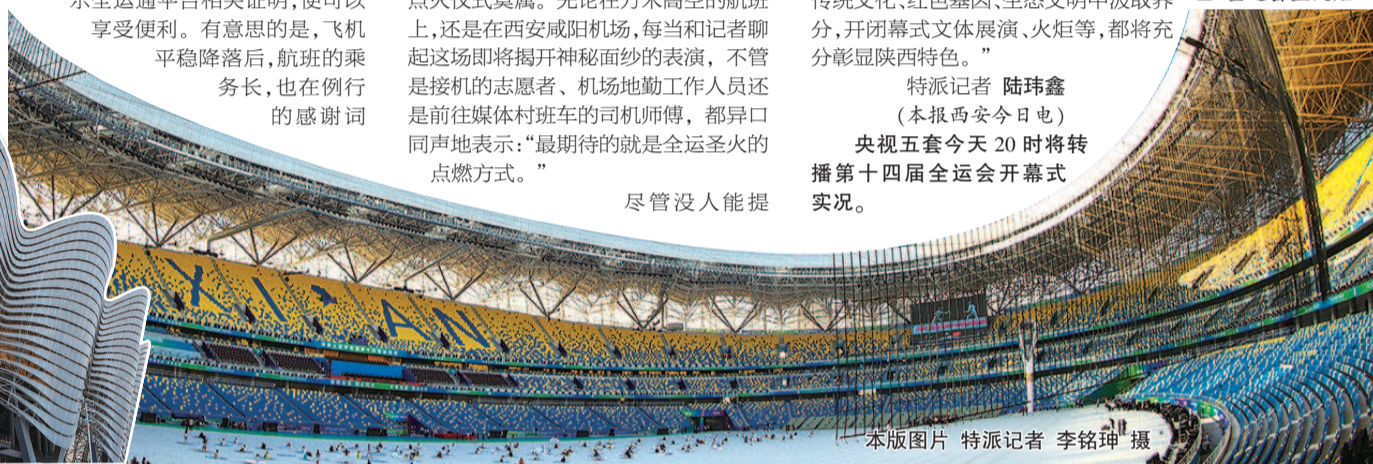 示全运通平台相关证明，便可以
享受便利。有意思的是，飞机
平稳降落后，航班的乘
务长，也在例行
的感谢词
点火仪式莫属。无论在万米高空的航班
上，还是在西安咸阳机场，每当和记者聊
起这场即将揭开神秘面纱的表演，不管
是接机的志愿者、机场地勤工作人员还
是前往媒体村班车的司机师傅，都异口
同声地表示：“最期待的就是全运圣火的
点燃方式。”
尽管没人能提
传统文化、红色基因、生态文明中汲取养
分，开闭幕式文体展演、火炬等，都将充
分彰显陕西特色。”
特派记者 陆玮鑫
（本报西安今日电）
央视五套今天 20 时将转
播第十四届全运会开幕式
实况。
XI'AN
本版图片 特派记者 李铭珅 摄